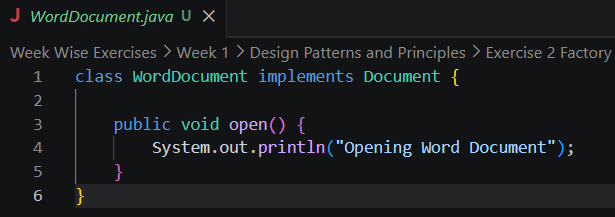 J WordDocument.java U X
Week Wise Exercises > Week 1 > Design Patterns and Principles > Exercise 2 Factory
1 class WordDocument implements Document {
2
3 public void open() {
4 System.out.println("Opening Word Document");
5 }
6 }